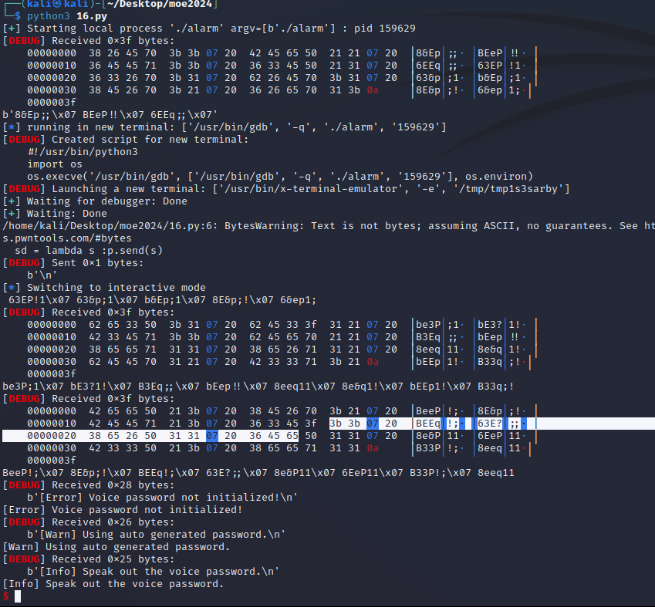 ┌──(kali㉿kali)-[~/Desktop/moe2024]
└─$ python3 16.py
[+] Starting local process './alarm' argv=[b'./alarm'] : pid 159629
[DEBUG] Received 0×3f bytes:
00000000  38 26 45 70  3b 3b 07 20  42 45 65 50  21 21 07 20  │8&Ep│;;· │BEeP│!!· │
00000010  36 45 45 71  3b 3b 07 20  36 33 45 50  21 31 07 20  │6EEq│;;· │63EP│!1· │
00000020  36 33 26 70  3b 31 07 20  62 26 45 70  3b 31 07 20  │63&p│;1· │b&Ep│;1· │
00000030  38 45 26 70  3b 21 07 20  36 26 65 70  31 3b 0a     │8E&p│;!· │6&ep│1;·│
0000003f
b'8&Ep;;\x07 BEeP!!\x07 6EEq;;\x07'
[*] running in new terminal: ['/usr/bin/gdb', '-q', './alarm', '159629']
[DEBUG] Created script for new terminal:
#!/usr/bin/python3
import os
os.execve('/usr/bin/gdb', ['/usr/bin/gdb', '-q', './alarm', '159629'], os.environ)
[DEBUG] Launching a new terminal: ['/usr/bin/x-terminal-emulator', '-e', '/tmp/tmp1s3sarby']
[+] Waiting for debugger: Done
[+] Waiting: Done
/home/kali/Desktop/moe2024/16.py:6: BytesWarning: Text is not bytes; assuming ASCII, no guarantees. See ht
s.pwntools.com/#bytes
sd = lambda s :p.send(s)
[DEBUG] Sent 0×1 bytes:
b'\n'
[*] Switching to interactive mode
63EP!1\x07 63&p;1\x07 b&Ep;1\x07 8E&p;!\x07 6&ep1;
[DEBUG] Received 0×3f bytes:
00000000  62 65 33 50  3b 31 07 20  62 45 33 3f  31 21 07 20  │be3P│;1· │bE3?│1!· │
00000010  42 33 45 71  3b 3b 07 20  62 45 65 70  21 21 07 20  │B3Eq│;;· │bEep│!!· │
00000020  38 65 65 71  31 31 07 20  38 65 26 71  31 21 07 20  │8eeq│11· │8e&q│1!· │
00000030  62 45 45 70  31 21 07 20  42 33 33 71  3b 21 0a     │bEEp│1!· │B33q│;!·│
0000003f
be3P;1\x07 bE3?1!\x07 B3Eq;;\x07 bEep!!\x07 8eeq11\x07 8e&q1!\x07 bEEp1!\x07 B33q;!
[DEBUG] Received 0×3f bytes:
00000000  42 65 65 50  21 3b 07 20  38 45 26 70  3b 21 07 20  │BeeP│!;· │8E&p│;!· │
00000010  42 45 45 71  21 3b 07 20  36 33 45 3f  3b 3b 07 20  │BEEq│!;· │63E?│;;· │
00000020  38 65 26 50  31 31 07 20  36 45 65 50  31 31 07 20  │8e&P│11· │6EeP│11· │
00000030  42 33 33 50  21 3b 07 20  38 65 65 71  31 31 0a     │B33P│!;· │8eeq│11·│
0000003f
BeeP!;\x07 8E&p;!\x07 BEEq!;\x07 63E?;;\x07 8e&P11\x07 6EeP11\x07 B33P!;\x07 8eeq11
[DEBUG] Received 0×28 bytes:
b'[Error] Voice password not initialized!\n'
[Error] Voice password not initialized!
[DEBUG] Received 0×26 bytes:
b'[Warn] Using auto generated password.\n'
[Warn] Using auto generated password.
[DEBUG] Received 0×25 bytes:
b'[Info] Speak out the voice password.\n'
[Info] Speak out the voice password.
$